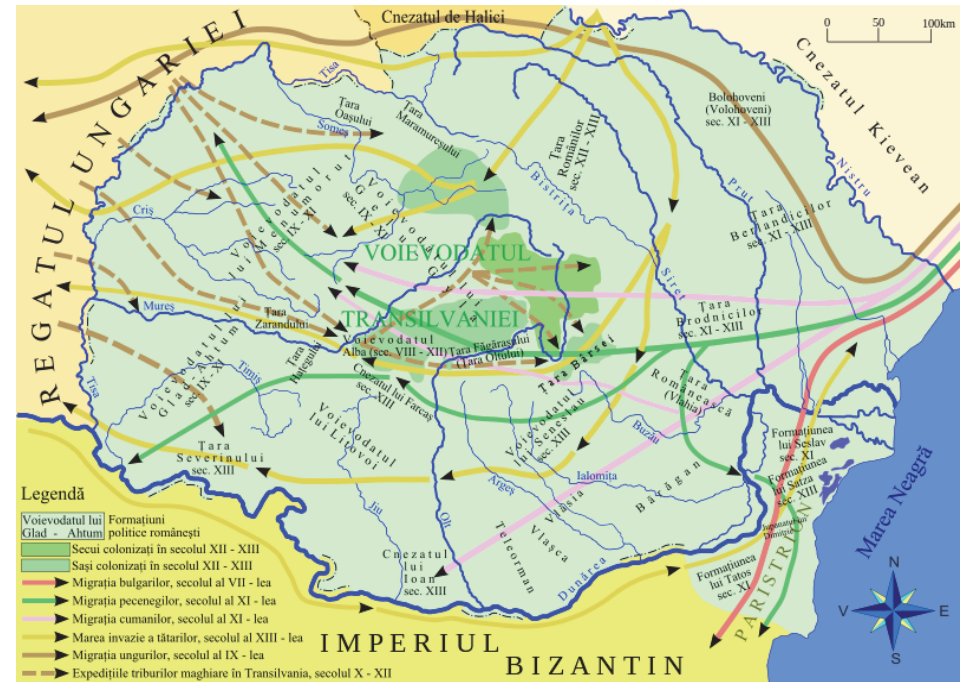 Cnezatul de Halici
0 50 100km
REGATUL UNGARIEI
Cnezatul Kievean
Tisa
Țara
Oașului
Someș
Țara
Maramureșului
Țara
Românilor
sec. XII - XIII
Bolohoveni
(Volohoveni)
sec. XI - XIII
Nistru
Prut
Bistrița
Siret
Țara
Berlandicilor
sec. XI - XIII
Criș
Voievodatul
lui Menumorut
sec. IX - XI
Voievodatul
lui Gelu
sec. IX - XI
VOIEVODATUL
TRANSILVANIEI
Mureș
Țara
Zarandului
Voievodatul
Alba (sec. VIII - XII)
Țara Făgărașului
(Țara Oltului)
Țara Bârsei
Țara
Brodnicilor
sec. XI - XIII
Țara
Românească
(Vlahia)
Țara
Hațegului
Cnezatul lui Farcaș
sec. XIII
Voievodatul lui
Glad - Ahtum
sec. IX - XI
Timiș
Tisa
Țara
Severinului
sec. XIII
Voievodatul
lui Litovoi
Voievodatul
lui Seneslau
sec. XIII
Buzău
Ialomița
Bărăgan
Argeș
Vlăsia
Vlașca
Teleorman
Jiu
Olt
Cnezatul
lui
Ioan
sec. XIII
Dunărea
Formațiunea
lui Seslav
sec. XI
Formațiunea
lui Satza
sec. XIII
Formațiunea
lui Tatos
sec. XI
PARISTRION
Marea Neagră
IMPERIUL
BIZANTIN
N
V E
S
Legendă
Voievodatul lui
Glad - Ahtum
Formațiuni
politice românești
Secui colonizați în secolul XII - XIII
Sași colonizați în secolul XII - XIII
Migrația bulgarilor, secolul al VII - lea
Migrația pecenegilor, secolul al XI - lea
Migrația cumanilor, secolul al XI - lea
Marea invazie a tătarilor, secolul al XIII - lea
Migrația ungurilor, secolul al IX - lea
Expedițiile triburilor maghiare în Transilvania, secolul X - XII